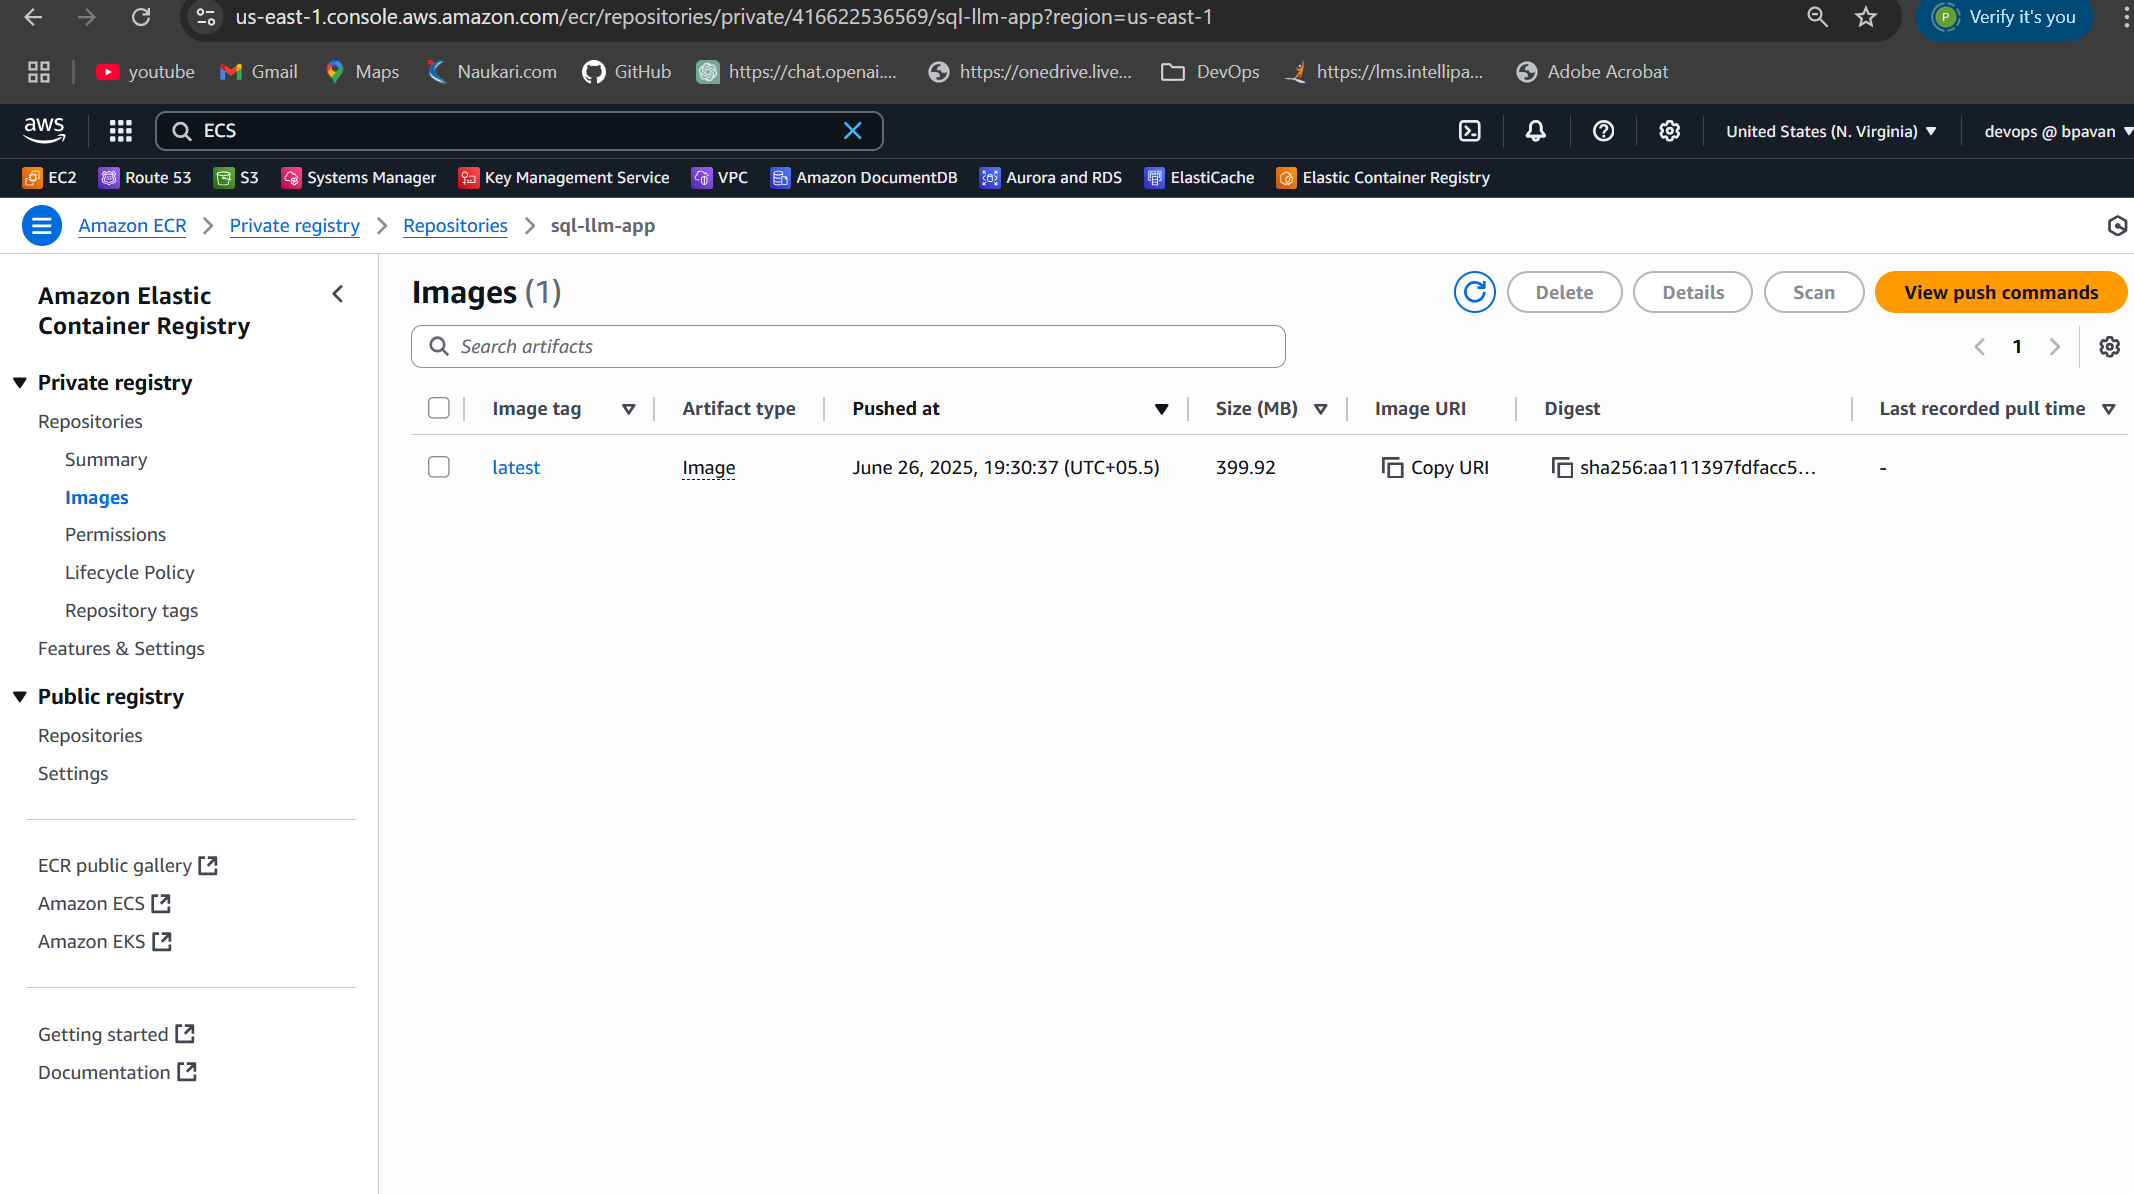 us-east-1.console.aws.amazon.com/ecr/repositories/private/416622536569/sql-llm-app?region=us-east-1
P Verify it's you
youtube Gmail Maps Naukari.com GitHub https://chat.openai.... https://onedrive.live... DevOps https://lms.intellipa... Adobe Acrobat
aws ECS United States (N. Virginia) devops @ bpavan
EC2 Route 53 S3 Systems Manager Key Management Service VPC Amazon DocumentDB Aurora and RDS ElastiCache Elastic Container Registry
Amazon ECR Private registry Repositories sql-llm-app
Amazon Elastic
Container Registry
Private registry
Repositories
Summary
Images
Permissions
Lifecycle Policy
Repository tags
Features & Settings
Public registry
Repositories
Settings
ECR public gallery
Amazon ECS
Amazon EKS
Getting started
Documentation
Images (1)
Delete Details Scan View push commands
Search artifacts
1
Image tag Artifact type Pushed at Size (MB) Image URI Digest Last recorded pull time
latest Image June 26, 2025, 19:30:37 (UTC+05.5) 399.92 Copy URI sha256:aa111397fdfacc5... -